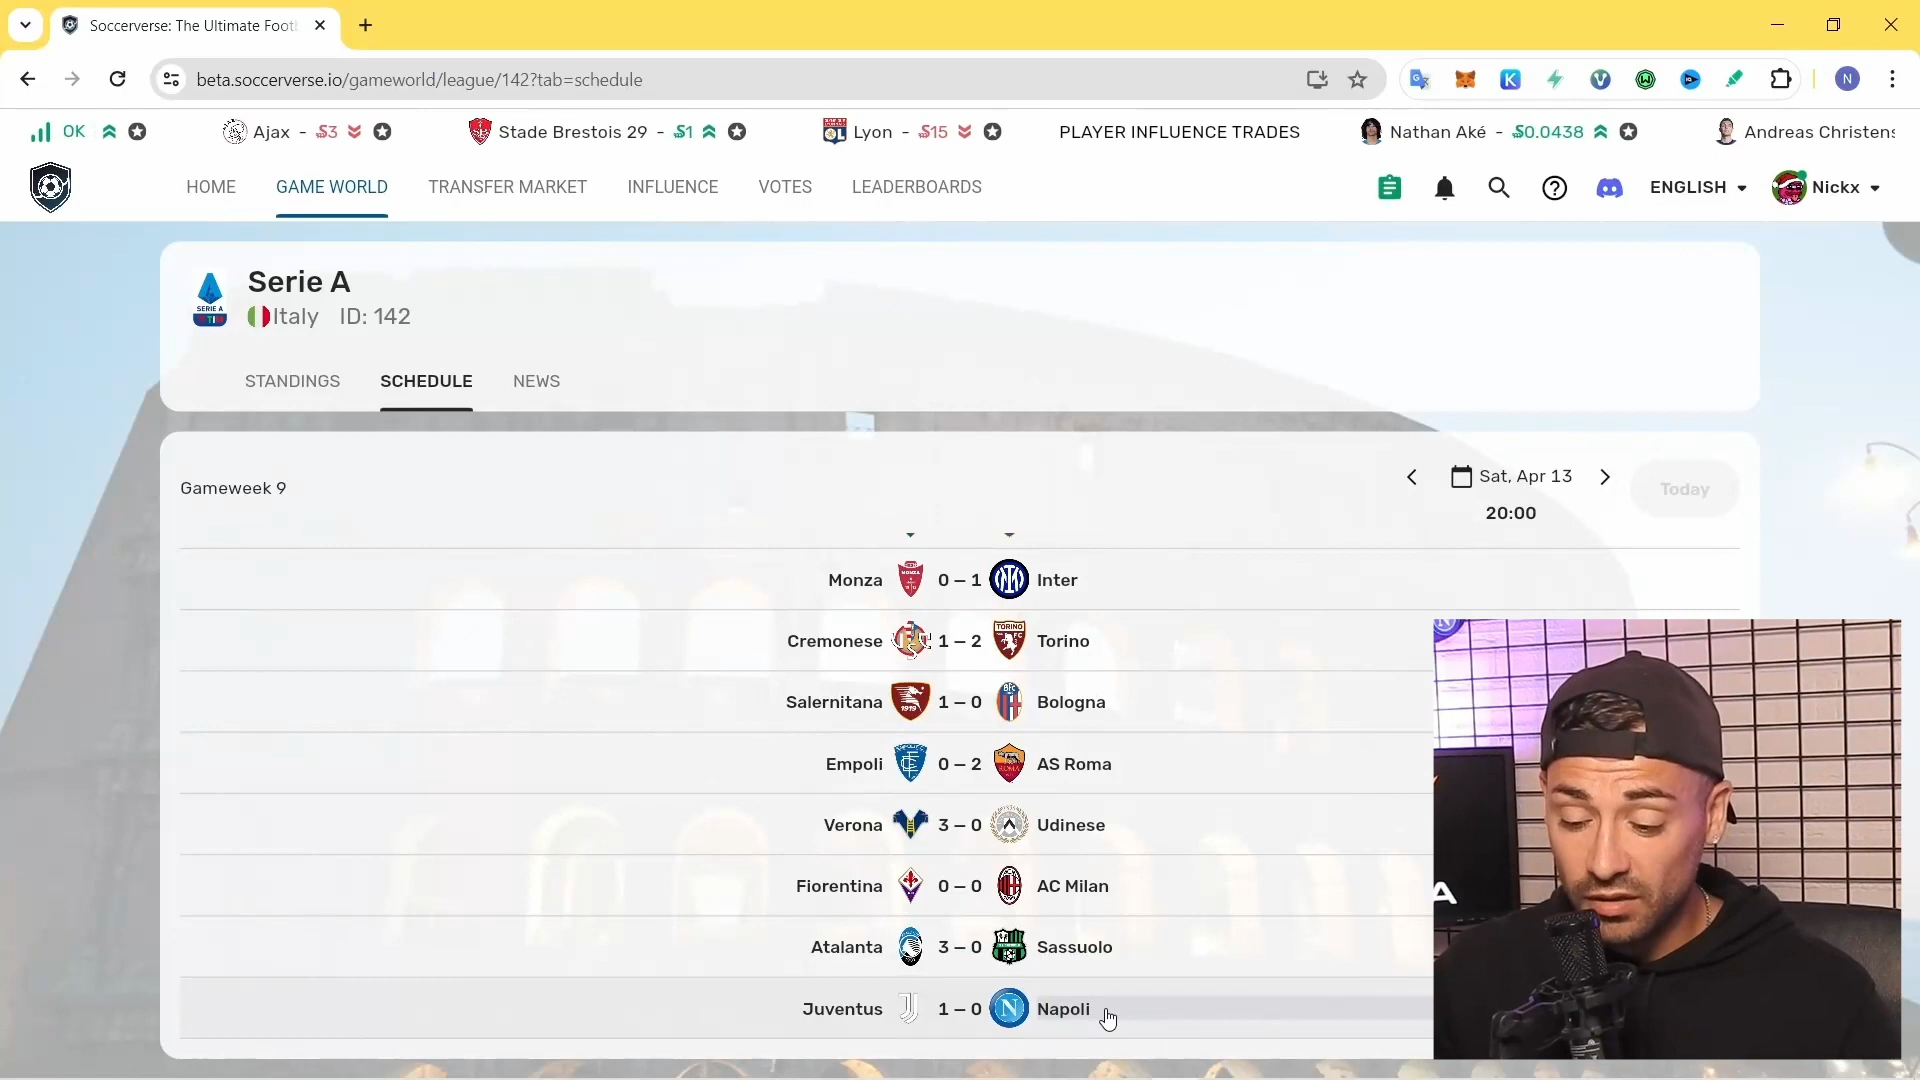 Soccerverse: The Ultimate Foot
beta.soccerverse.io/gameworld/league/142?tab=schedule
N
OK
Ajax - $3
Stade Brestois 29 - $1
Lyon - $15
PLAYER INFLUENCE TRADES
Nathan Aké - $0.0438
Andreas Christens
HOME
GAME WORLD
TRANSFER MARKET
INFLUENCE
VOTES
LEADERBOARDS
ENGLISH
Nickx
Serie A
SERIE A
Italy ID: 142
STANDINGS
SCHEDULE
NEWS
Gameweek 9
Sat, Apr 13
20:00
Today
Monza 0 – 1 Inter
Cremonese 1 – 2 Torino
Salernitana 1 – 0 Bologna
Empoli 0 – 2 AS Roma
Verona 3 – 0 Udinese
Fiorentina 0 – 0 AC Milan
Atalanta 3 – 0 Sassuolo
Juventus 1 – 0 Napoli